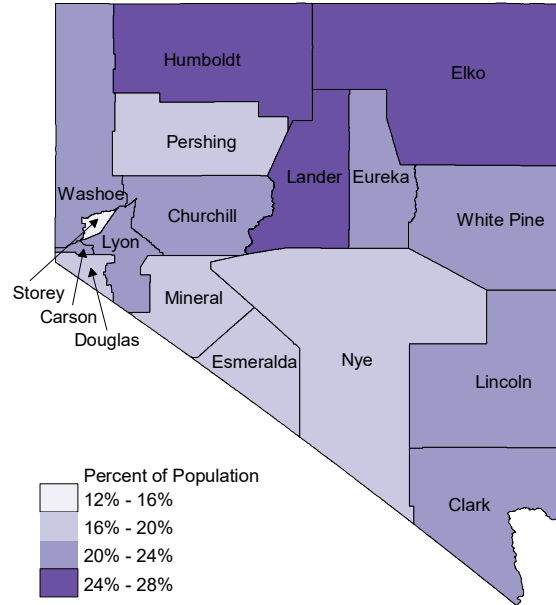 Humboldt
Elko
Pershing
Lander
Eureka
Washoe
Churchill
White Pine
Lyon
Storey
Carson
Douglas
Mineral
Esmeralda
Nye
Lincoln
Clark
Percent of Population
12% - 16%
16% - 20%
20% - 24%
24% - 28%